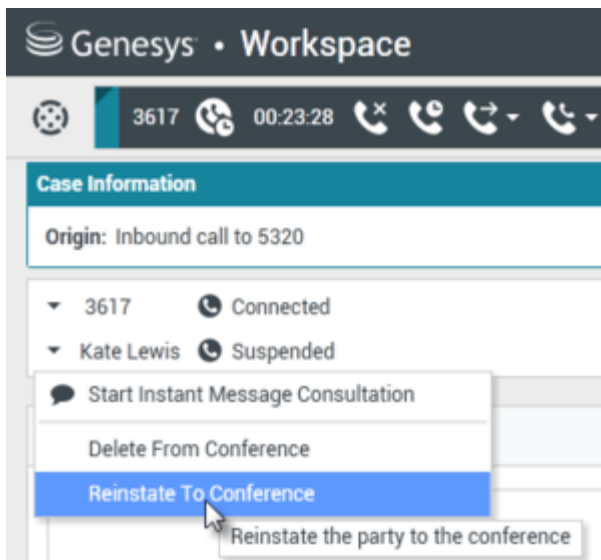 Genesys • Workspace
3617 00:23:28
Case Information
Origin: Inbound call to 5320
3617 Connected
Kate Lewis Suspended
Start Instant Message Consultation
Delete From Conference
Reinstate To Conference
Reinstate the party to the conference